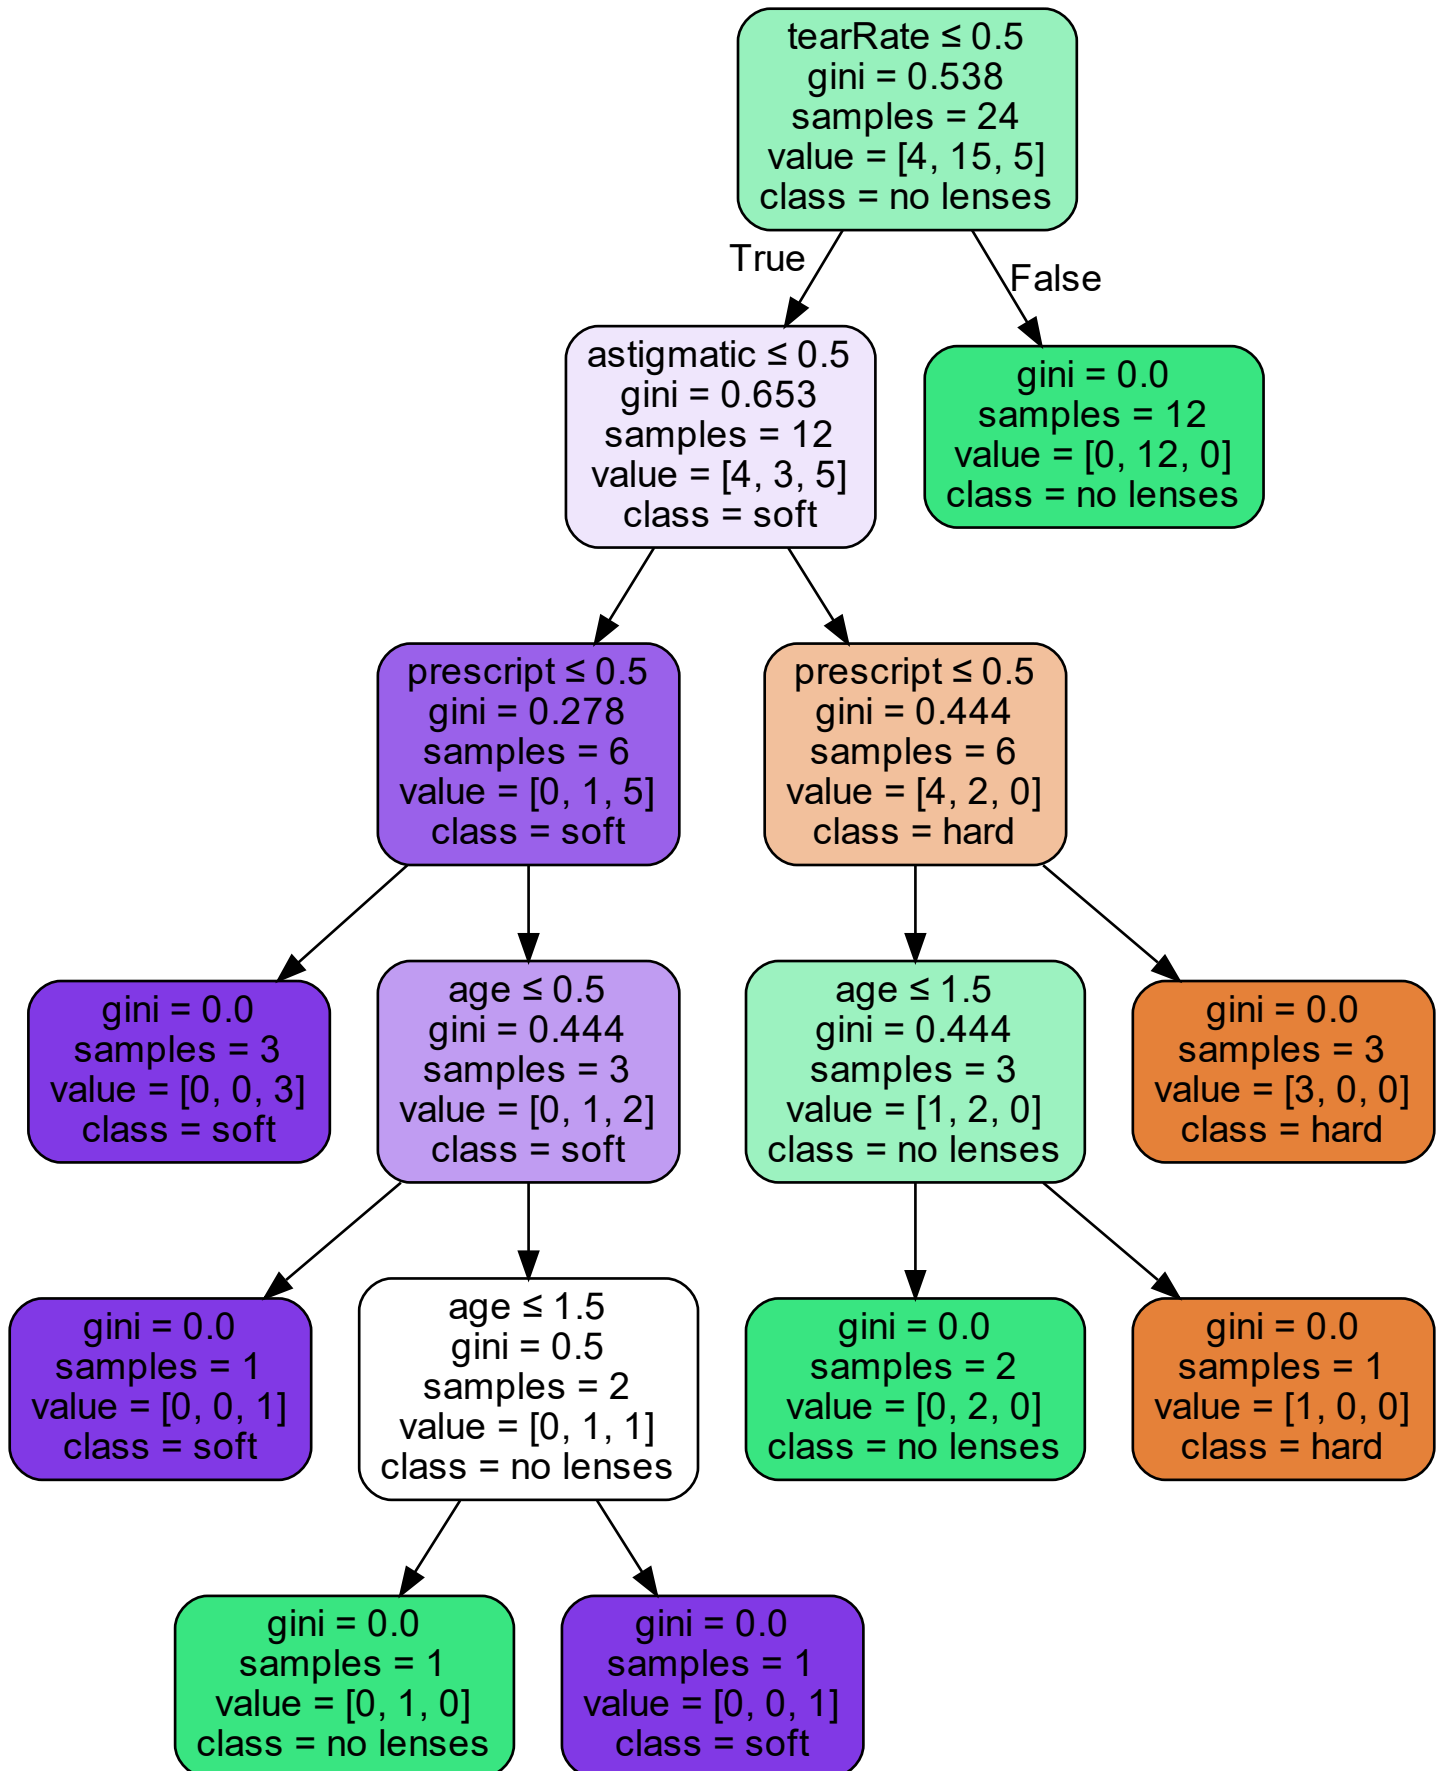 tearRate ≤ 0.5
gini = 0.538
samples = 24
value = [4, 15, 5]
class = no lenses
True
False
astigmatic ≤ 0.5
gini = 0.653
samples = 12
value = [4, 3, 5]
class = soft
gini = 0.0
samples = 12
value = [0, 12, 0]
class = no lenses
prescript ≤ 0.5
gini = 0.278
samples = 6
value = [0, 1, 5]
class = soft
prescript ≤ 0.5
gini = 0.444
samples = 6
value = [4, 2, 0]
class = hard
gini = 0.0
samples = 3
value = [0, 0, 3]
class = soft
age ≤ 0.5
gini = 0.444
samples = 3
value = [0, 1, 2]
class = soft
age ≤ 1.5
gini = 0.444
samples = 3
value = [1, 2, 0]
class = no lenses
gini = 0.0
samples = 3
value = [3, 0, 0]
class = hard
gini = 0.0
samples = 1
value = [0, 0, 1]
class = soft
age ≤ 1.5
gini = 0.5
samples = 2
value = [0, 1, 1]
class = no lenses
gini = 0.0
samples = 2
value = [0, 2, 0]
class = no lenses
gini = 0.0
samples = 1
value = [1, 0, 0]
class = hard
gini = 0.0
samples = 1
value = [0, 1, 0]
class = no lenses
gini = 0.0
samples = 1
value = [0, 0, 1]
class = soft